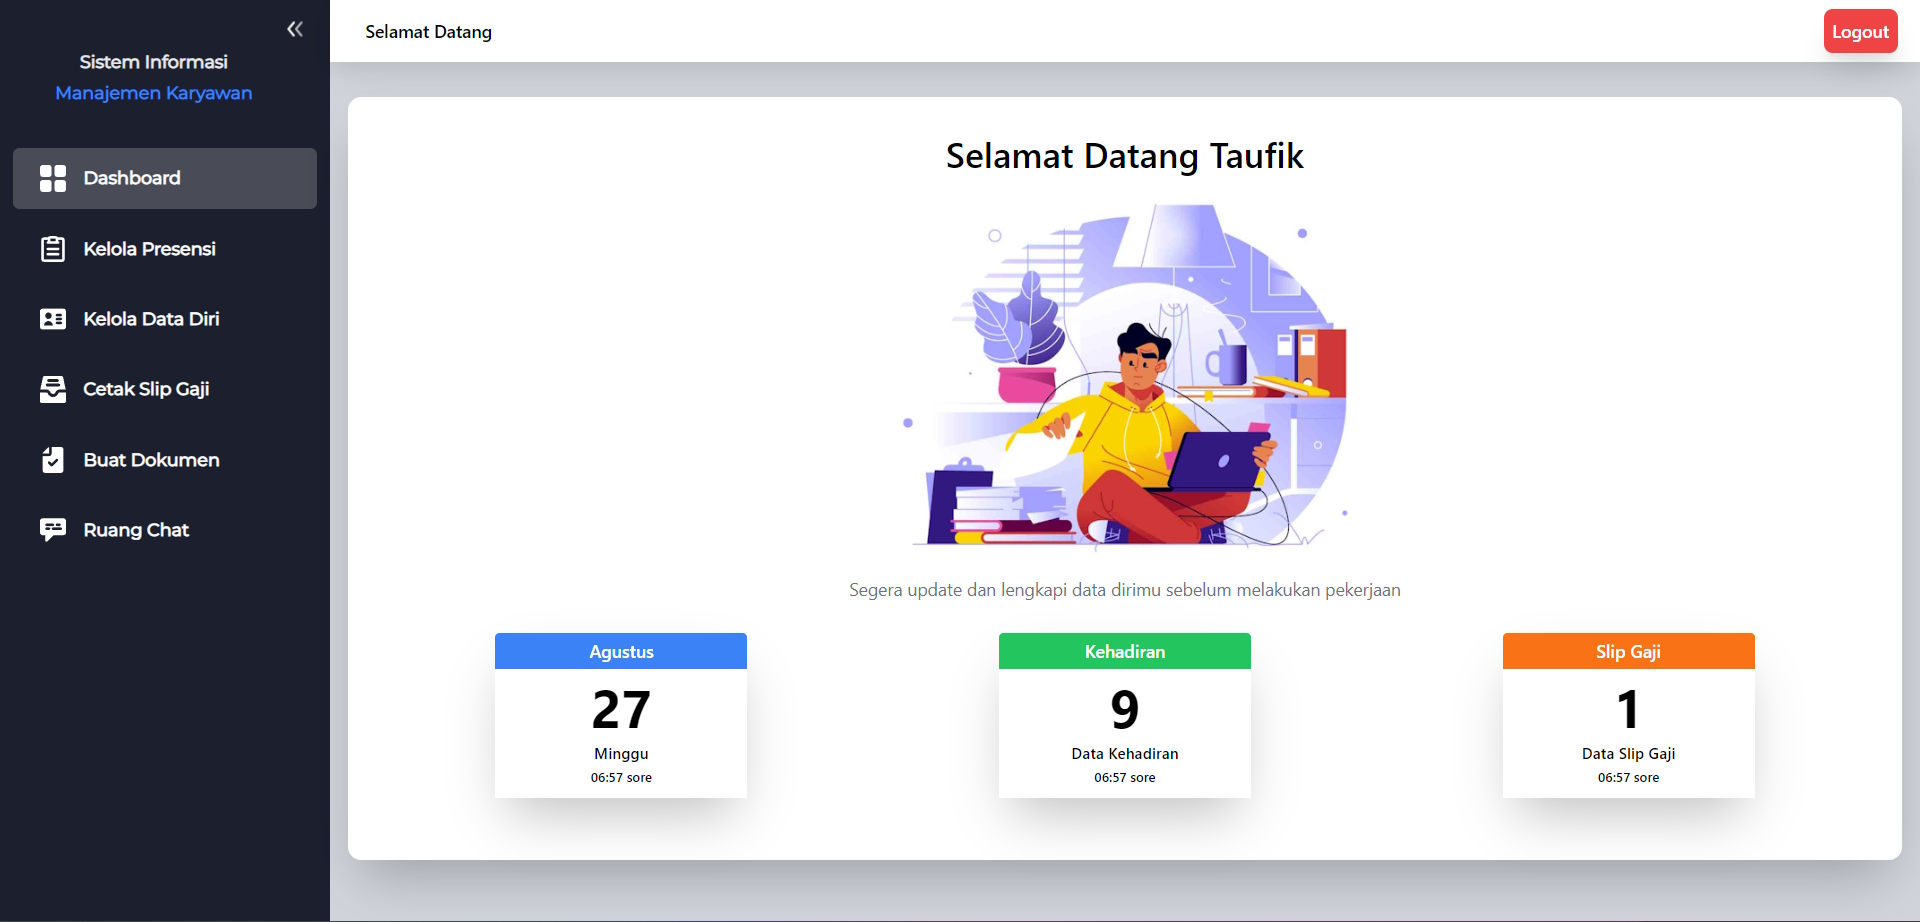 Sistem Informasi
Manajemen Karyawan
Dashboard
Kelola Presensi
Kelola Data Diri
Cetak Slip Gaji
Buat Dokumen
Ruang Chat
Selamat Datang
Logout
Selamat Datang Taufik
Segera update dan lengkapi data dirimu sebelum melakukan pekerjaan
Agustus
27
Minggu
06:57 sore
Kehadiran
9
Data Kehadiran
06:57 sore
Slip Gaji
1
Data Slip Gaji
06:57 sore